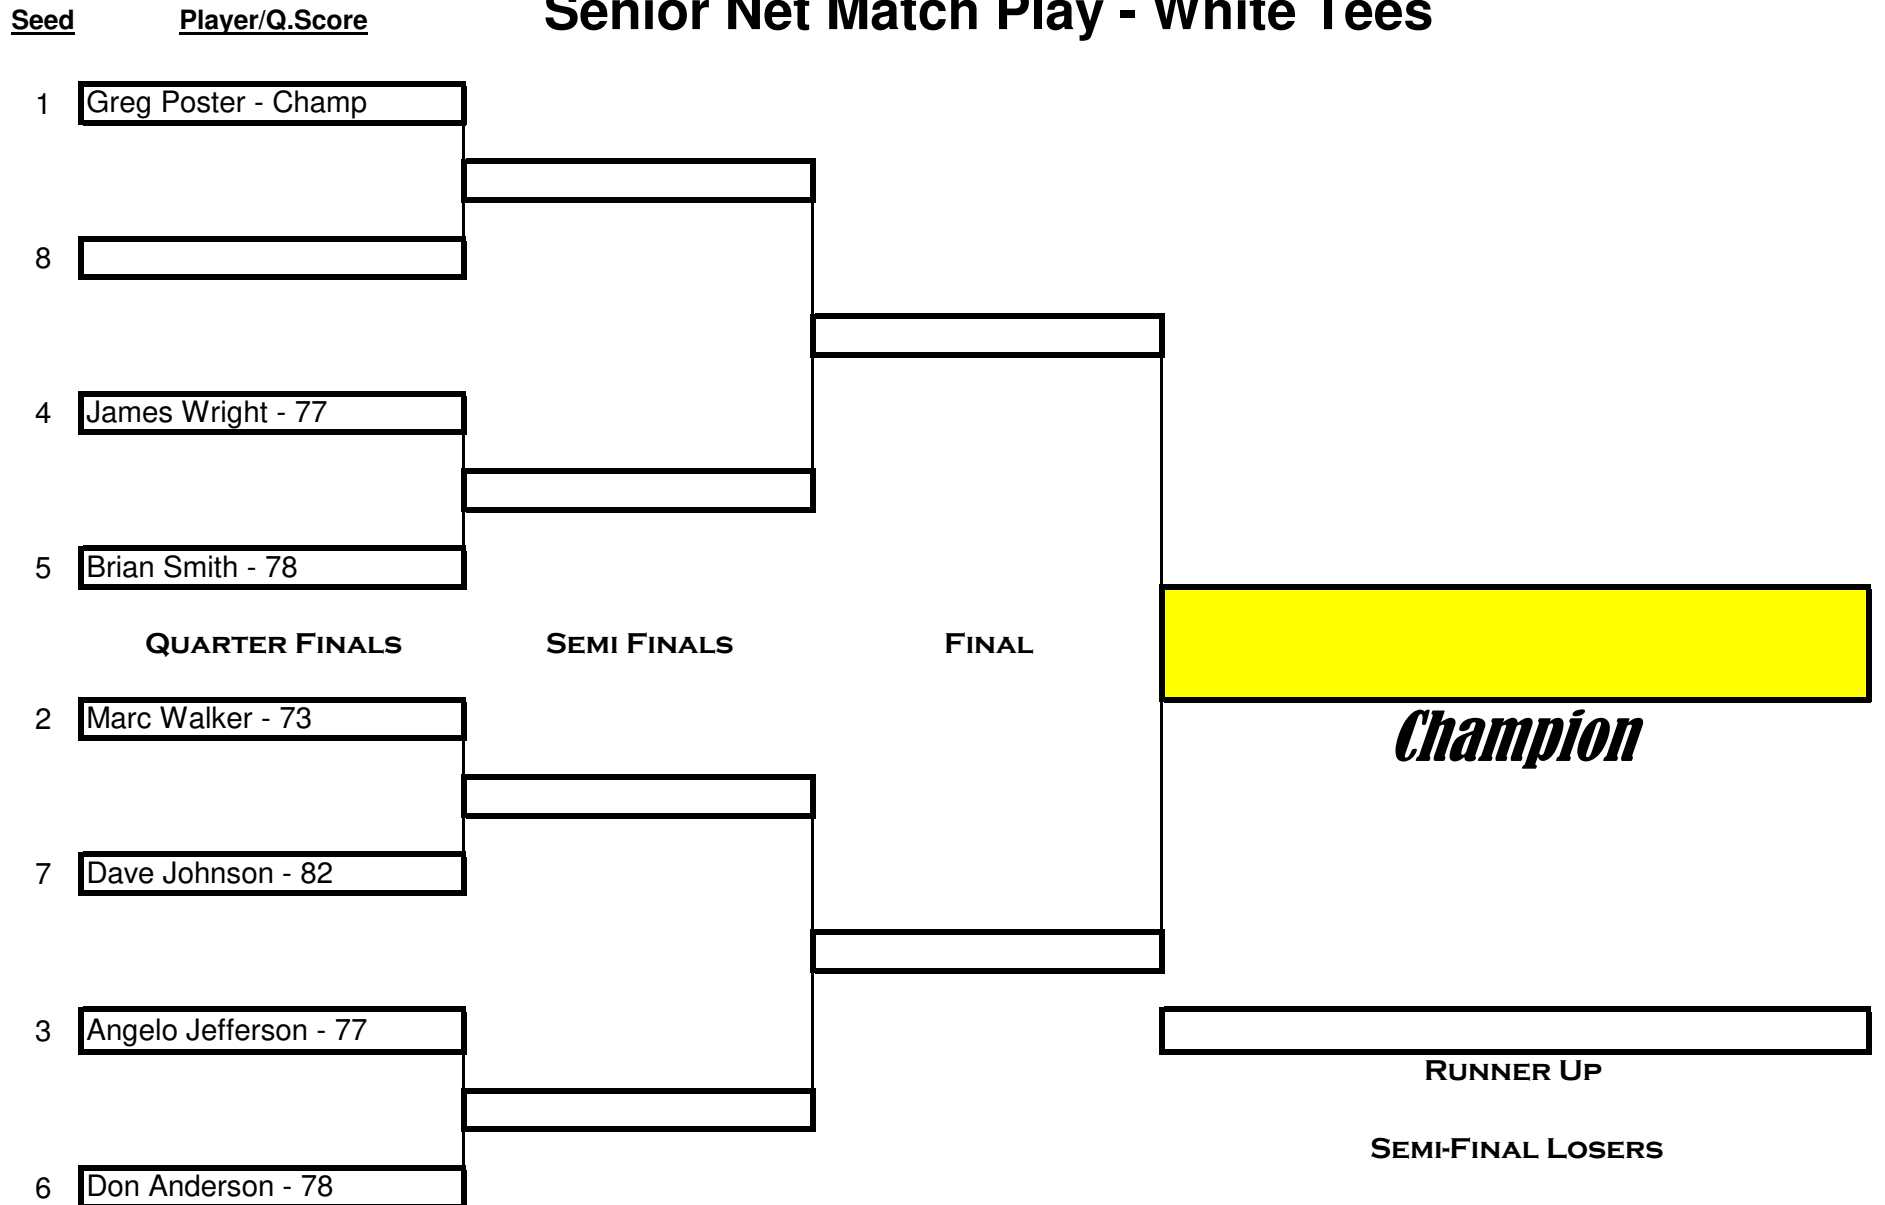 Senior Net Match Play - White Tees
Seed Player/Q.Score
1 Greg Poster - Champ
8
4 James Wright - 77
5 Brian Smith - 78
QUARTER FINALS SEMI FINALS FINAL
2 Marc Walker - 73
Champion
7 Dave Johnson - 82
3 Angelo Jefferson - 77
RUNNER UP
SEMI-FINAL LOSERS
6 Don Anderson - 78